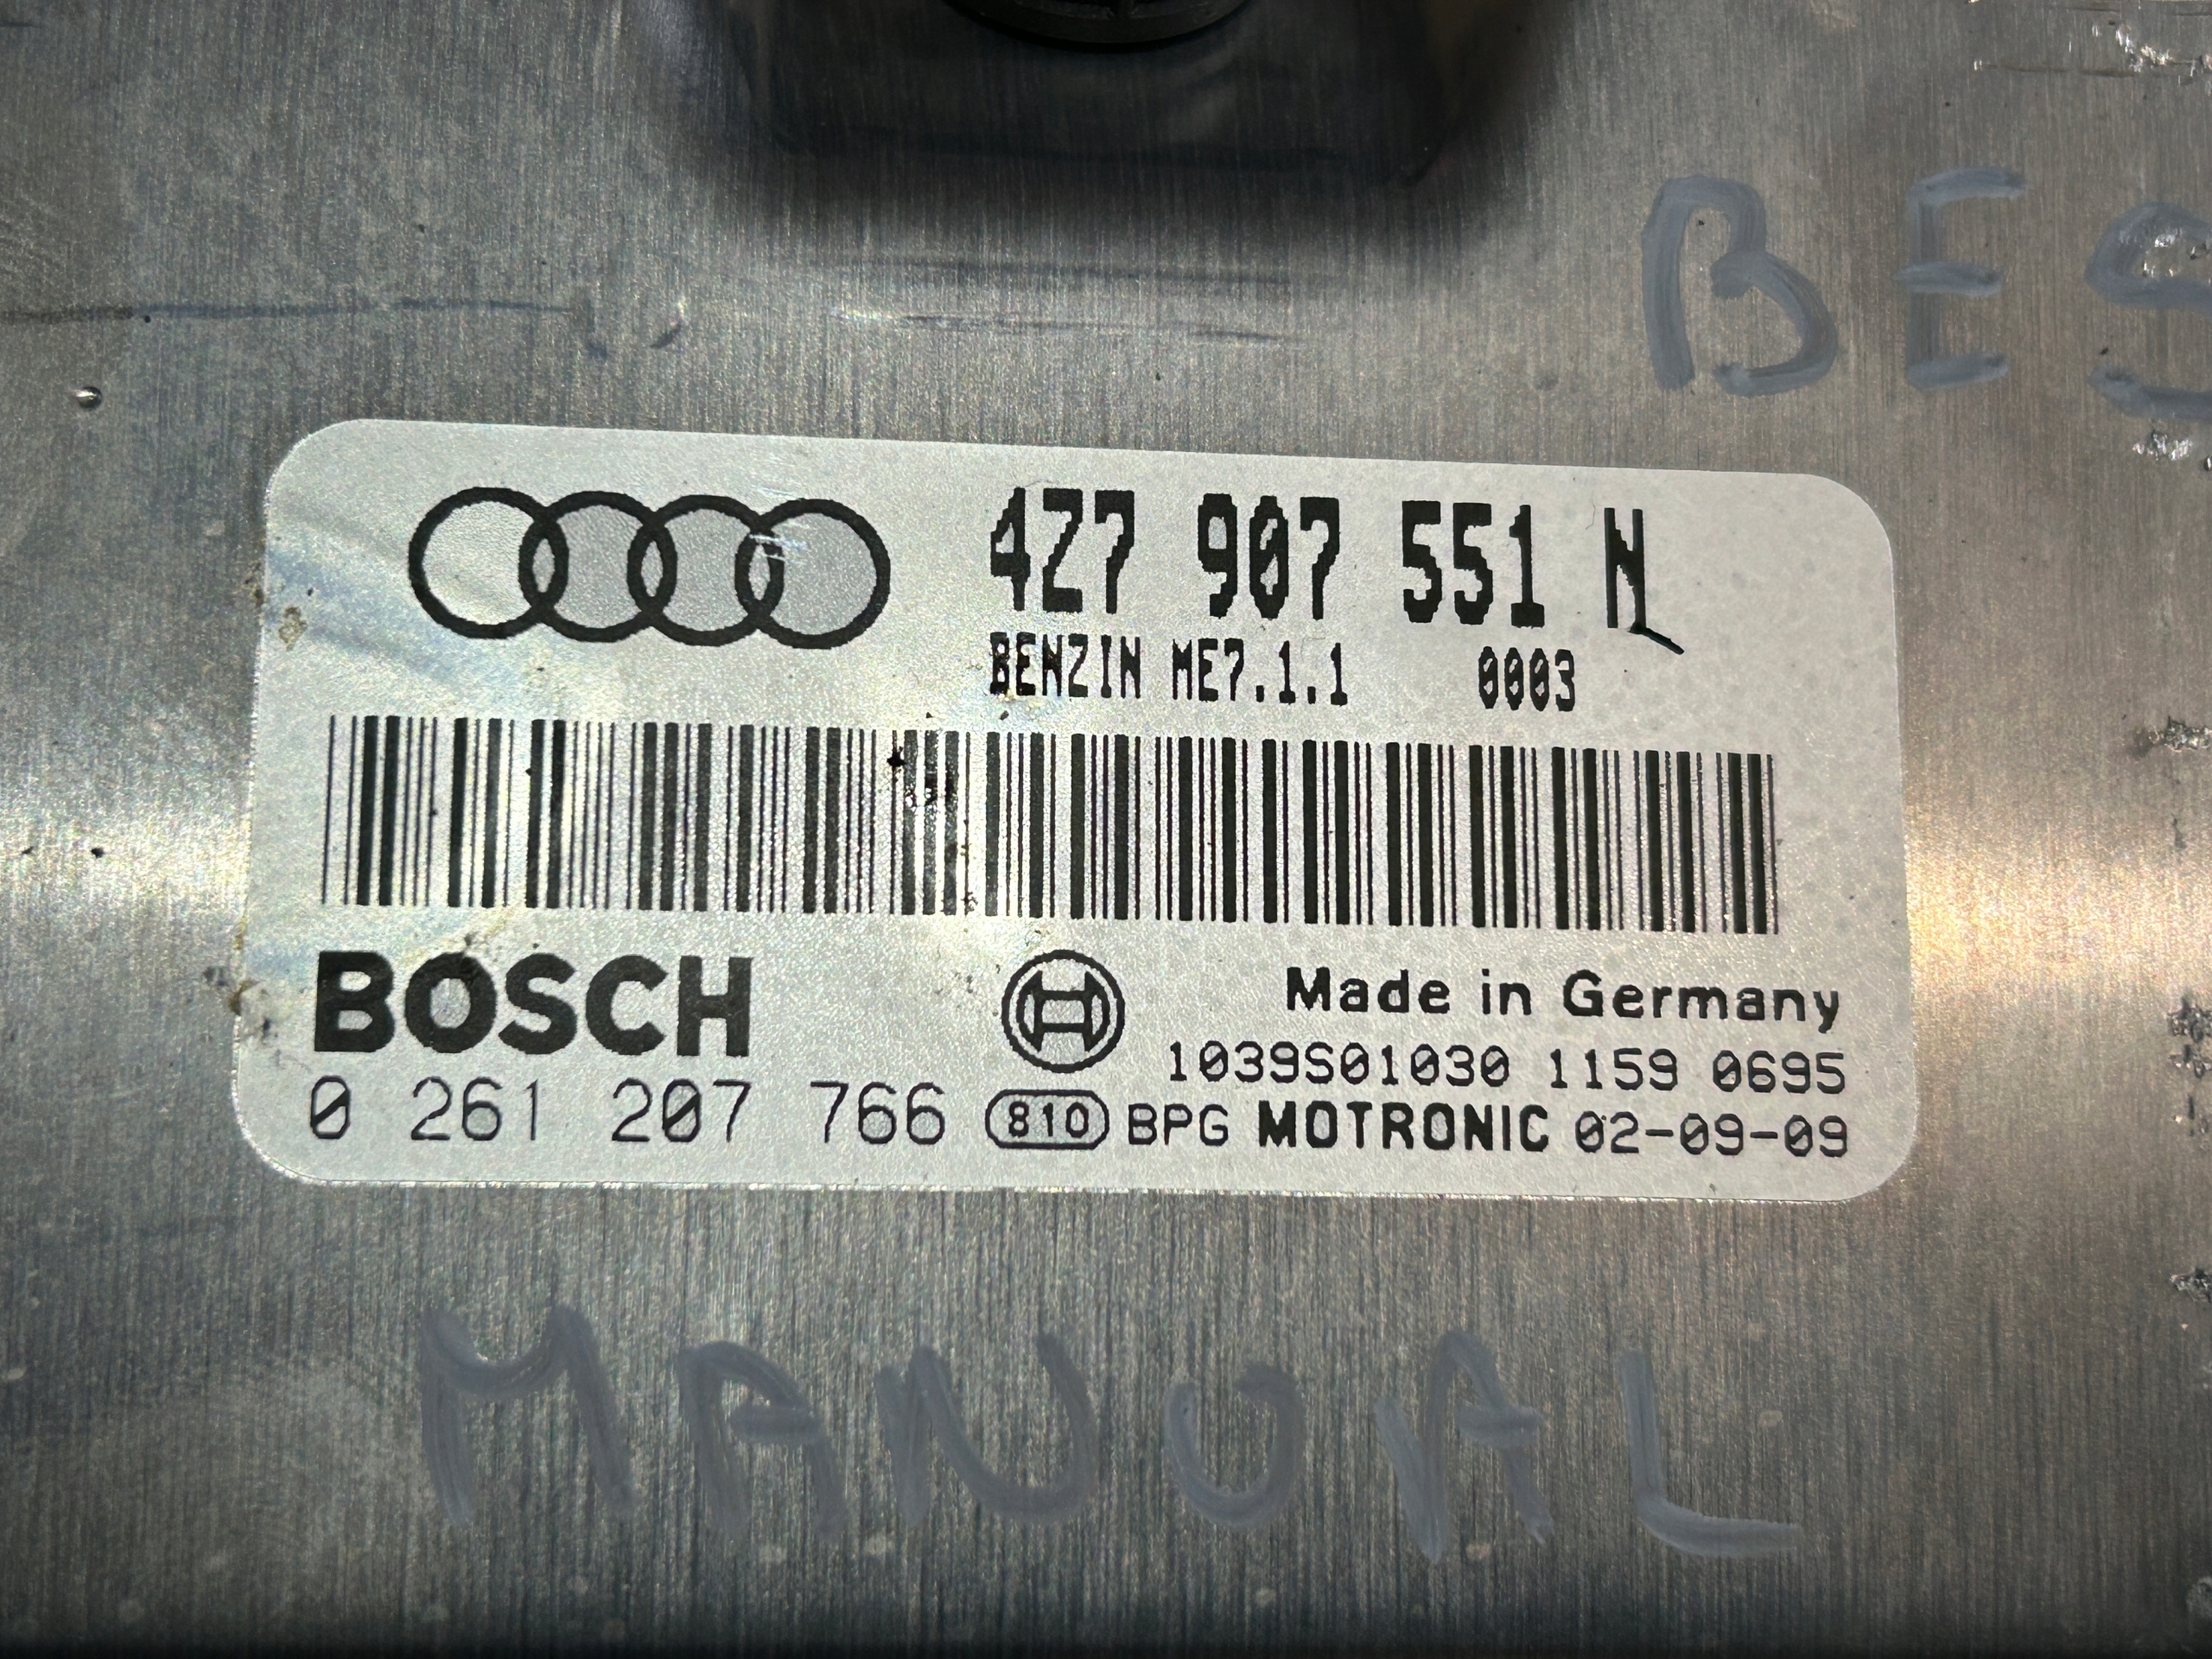 BES
4Z7 907 551 N
BENZIN ME7.1.1 0003
BOSCH
Made in Germany
1039S01030 1159 0695
0 261 207 766 810 BPG MOTRONIC 02-09-09
MANUAL